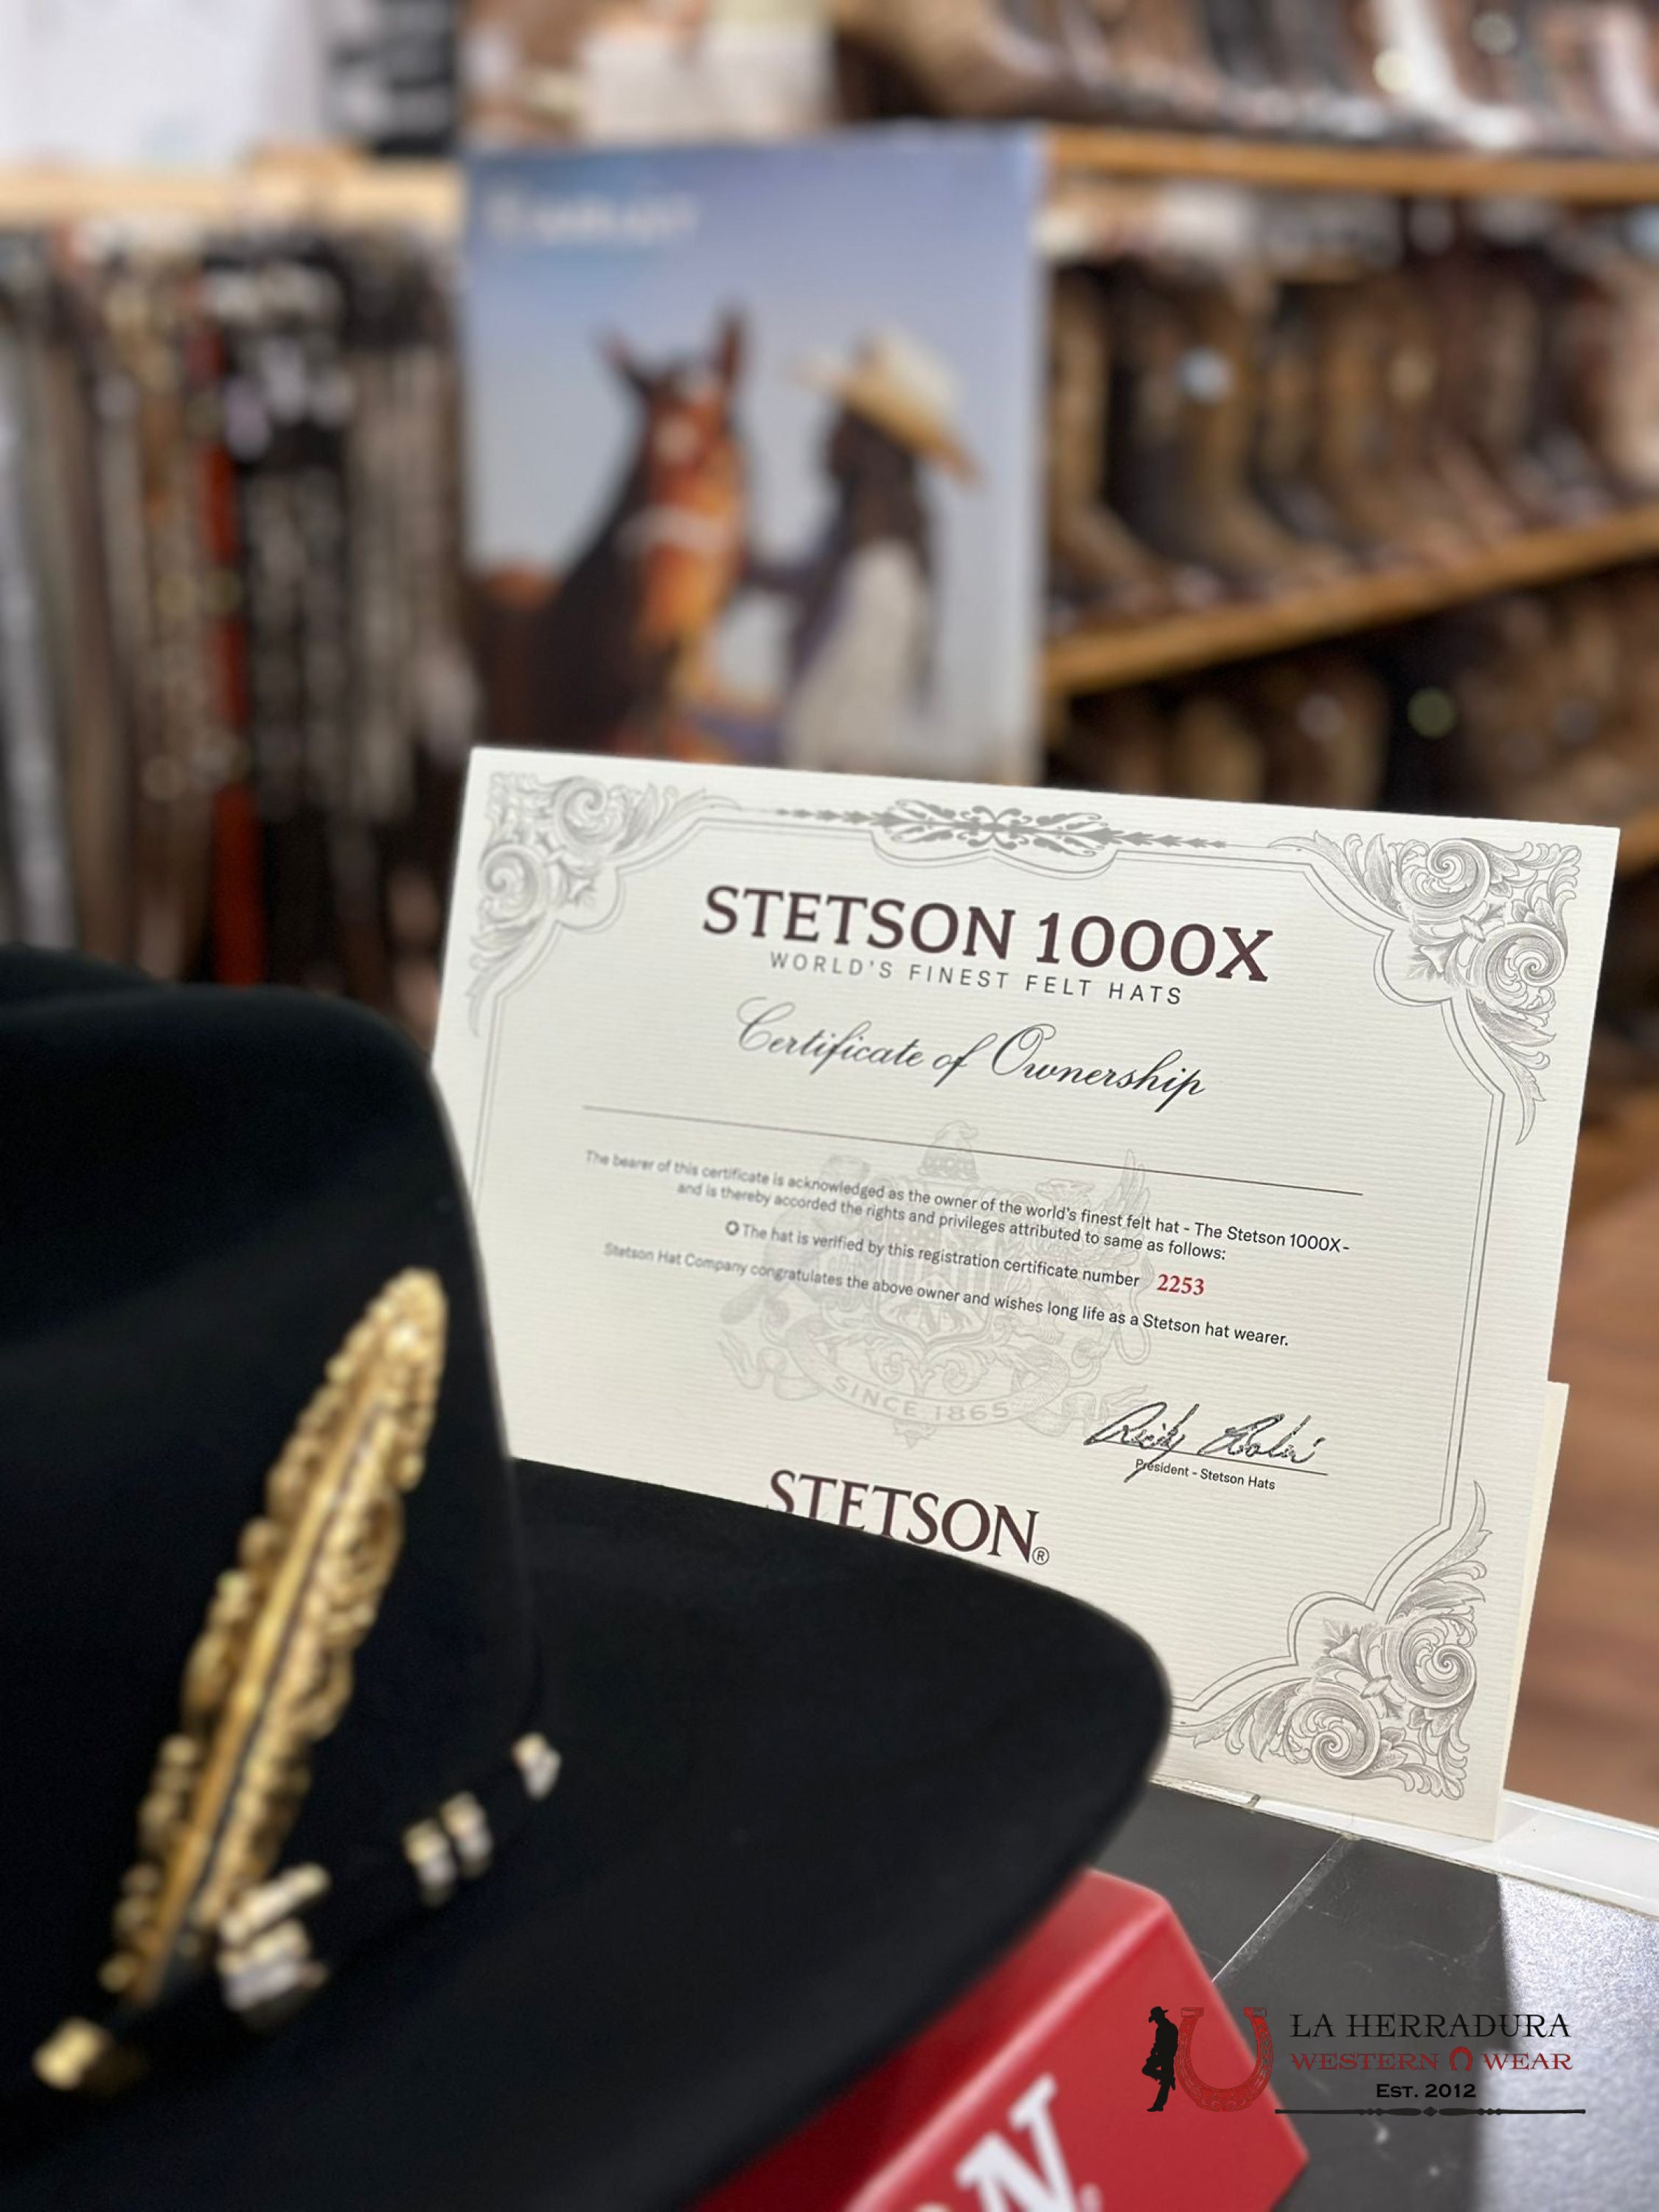 STETSON 1000X
WORLD'S FINEST FELT HATS
Certificate of Ownership
The bearer of this certificate is acknowledged as the owner of the world's finest felt hat - The Stetson 1000X -
and is thereby accorded the rights and privileges attributed to same as follows:
The hat is verified by this registration certificate number 2253
Stetson Hat Company congratulates the above owner and wishes long life as a Stetson hat wearer.
SINCE 1865
President - Stetson Hats
STETSON®
LA HERRADURA
WESTERN WEAR
EST. 2012